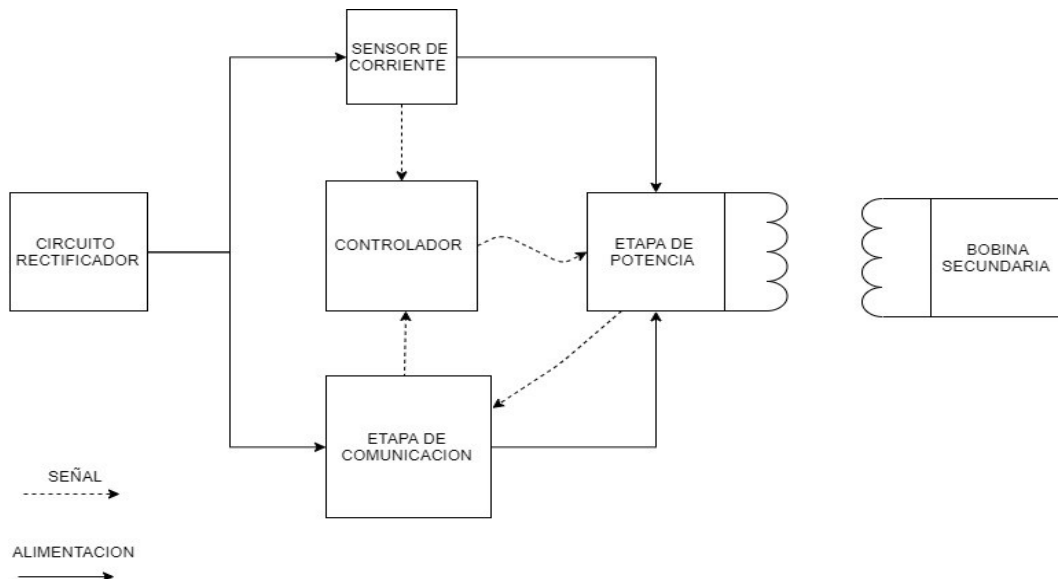 SENSOR DE
CORRIENTE
CIRCUITO
RECTIFICADOR
CONTROLADOR
ETAPA DE
POTENCIA
BOBINA
SECUNDARIA
ETAPA DE
COMUNICACION
SEÑAL
ALIMENTACION